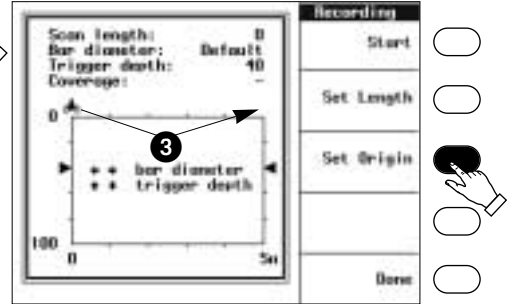 Recording
Scan length: 0
Bar diameter: Default
Trigger depth: 40
Coverage: -
0
3
← → bar diameter
↑ ↓ trigger depth
100
0 5m
Start
Set Length
Set Origin
Done